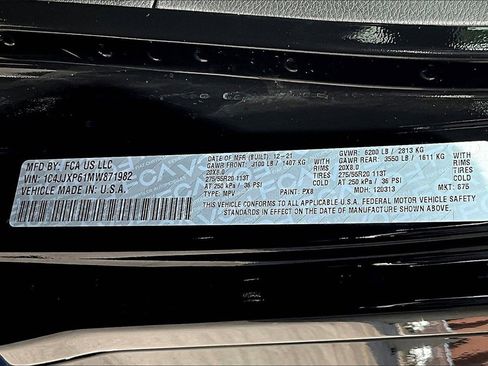 MFD BY: FCA US LLC
VIN: 1C4JJXP61MW871982
VEHICLE MADE IN U.S.A.
DATE OF MFR (BUILT): 12-21 GVWR: 6200 LB / 2813 KG
GAWR FRONT: 3100 LB / 1407 KG WITH GAWR REAR: 3550 LB / 1611 KG WITH
20X8.0 RIMS 20X8.0 RIMS
275/55R20 113T TIRES 275/55R20 113T TIRES
AT 250 kPa / 36 PSI AT 250 kPa / 36 PSI
TYPE: MPV PAINT: PX8 MDH: 120313 MKT: 875
THIS VEHICLE CONFORMS TO ALL APPLICABLE U.S.A. FEDERAL MOTOR VEHICLE SAFETY
STANDARDS IN EFFECT ON THE DATE OF MANUFACTURE SHOWN ABOVE.